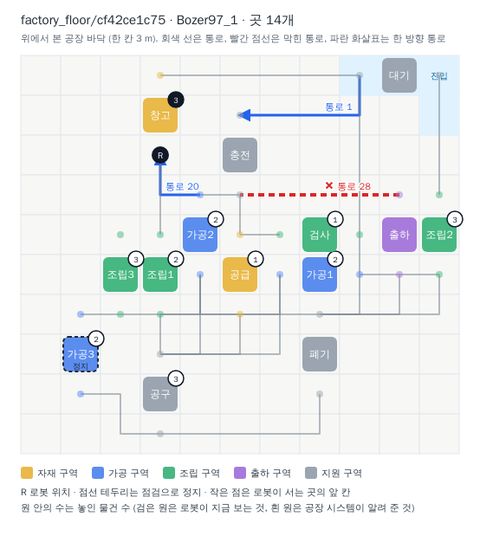 factory_floor/cf42ce1c75 · Bozer97_1 · 곳 14개
위에서 본 공장 바닥 (한 칸 3 m). 회색 선은 통로, 빨간 점선은 막힌 통로, 파란 화살표는 한 방향 통로
대기
창고
3
통로 1
R
충전
통로 20
× 통로 28
가공2
2
검사
1
출하
조립2
3
조립3
3
조립1
2
공급
1
가공1
2
가공3
2
정지
폐기
공구
3
자재 구역
가공 구역
조립 구역
출하 구역
지원 구역
R 로봇 위치 · 점선 테두리는 점검으로 정지 · 작은 점은 로봇이 서는 곳의 앞 칸
원 안의 수는 놓인 물건 수 (검은 원은 로봇이 지금 보는 것, 흰 원은 공장 시스템이 알려 준 것)